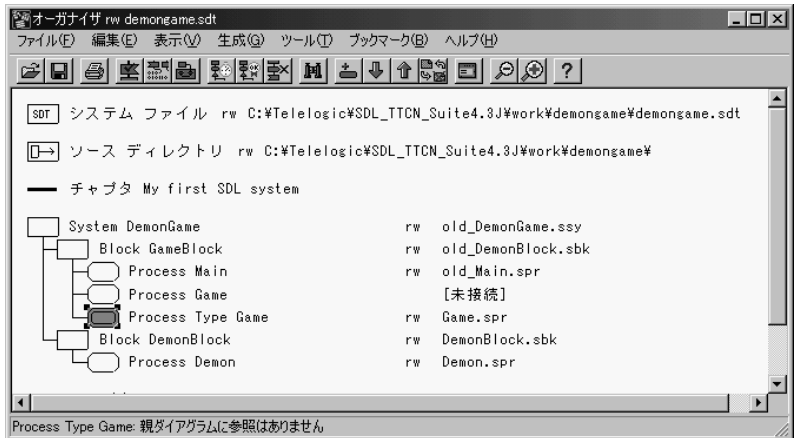 オーガナイザ rw demongame.sdt
ファイル(F) 編集(E) 表示(V) 生成(G) ツール(T) ブックマーク(B) ヘルプ(H)
SDT システム ファイル rw C:¥Telelogic¥SDL_TTCN_Suite4.3J¥work¥demongame¥demongame.sdt
ソース ディレクトリ rw C:¥Telelogic¥SDL_TTCN_Suite4.3J¥work¥demongame¥
チャプタ My first SDL system
System DemonGame rw old_DemonGame.ssy
Block GameBlock rw old_DemonBlock.sbk
Process Main rw old_Main.spr
Process Game [未接続]
Process Type Game rw Game.spr
Block DemonBlock rw DemonBlock.sbk
Process Demon rw Demon.spr
Process Type Game: 親ダイアグラムに参照はありません